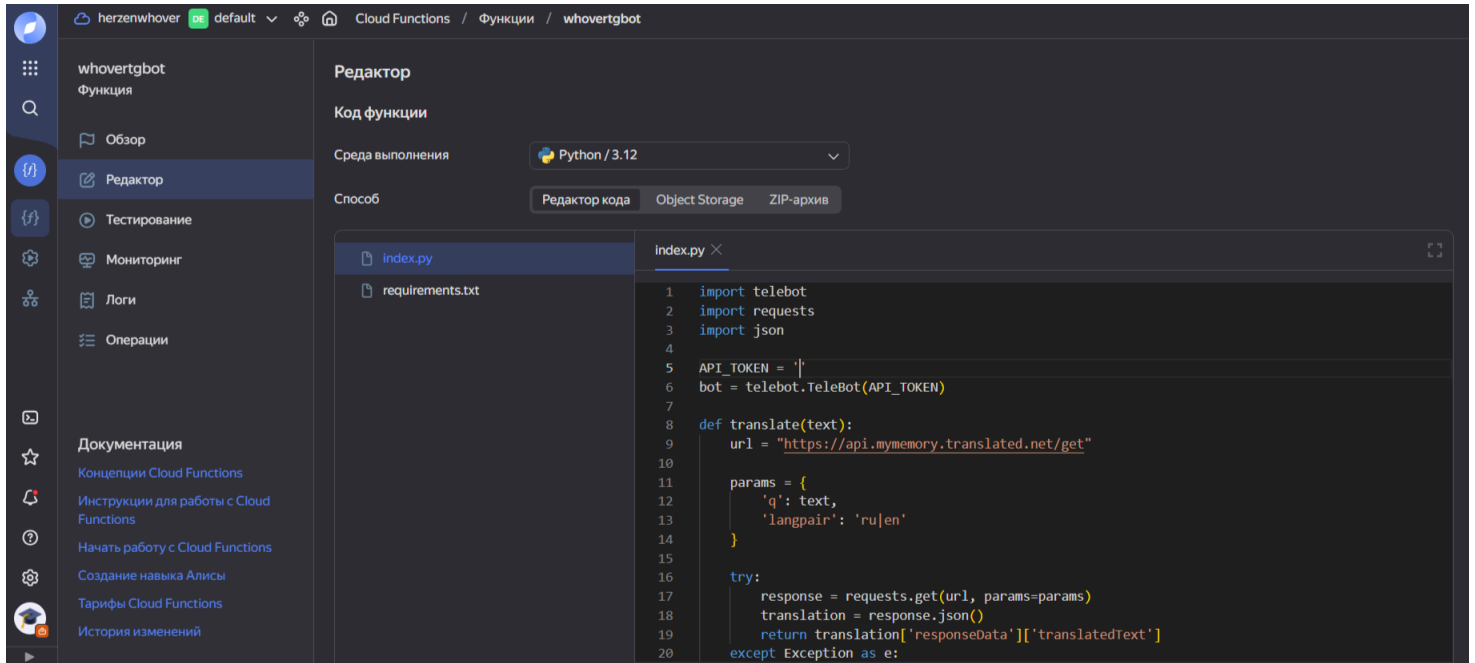 herzenwhover DE default Cloud Functions / Функции / whovertgbot
whovertgbot
Функция
Обзор
Редактор
Тестирование
Мониторинг
Логи
Операции
Документация
Концепции Cloud Functions
Инструкции для работы с Cloud
Functions
Начать работу с Cloud Functions
Создание навыка Алисы
Тарифы Cloud Functions
История изменений
Редактор
Код функции
Среда выполнения Python / 3.12
Способ Редактор кода Object Storage ZIP-архив
index.py
requirements.txt
index.py
1 import telebot
2 import requests
3 import json
4
5 API_TOKEN = ''
6 bot = telebot.TeleBot(API_TOKEN)
7
8 def translate(text):
9     url = "https://api.mymemory.translated.net/get"
10
11     params = {
12         'q': text,
13         'langpair': 'ru|en'
14     }
15
16     try:
17         response = requests.get(url, params=params)
18         translation = response.json()
19         return translation['responseData']['translatedText']
20     except Exception as e: